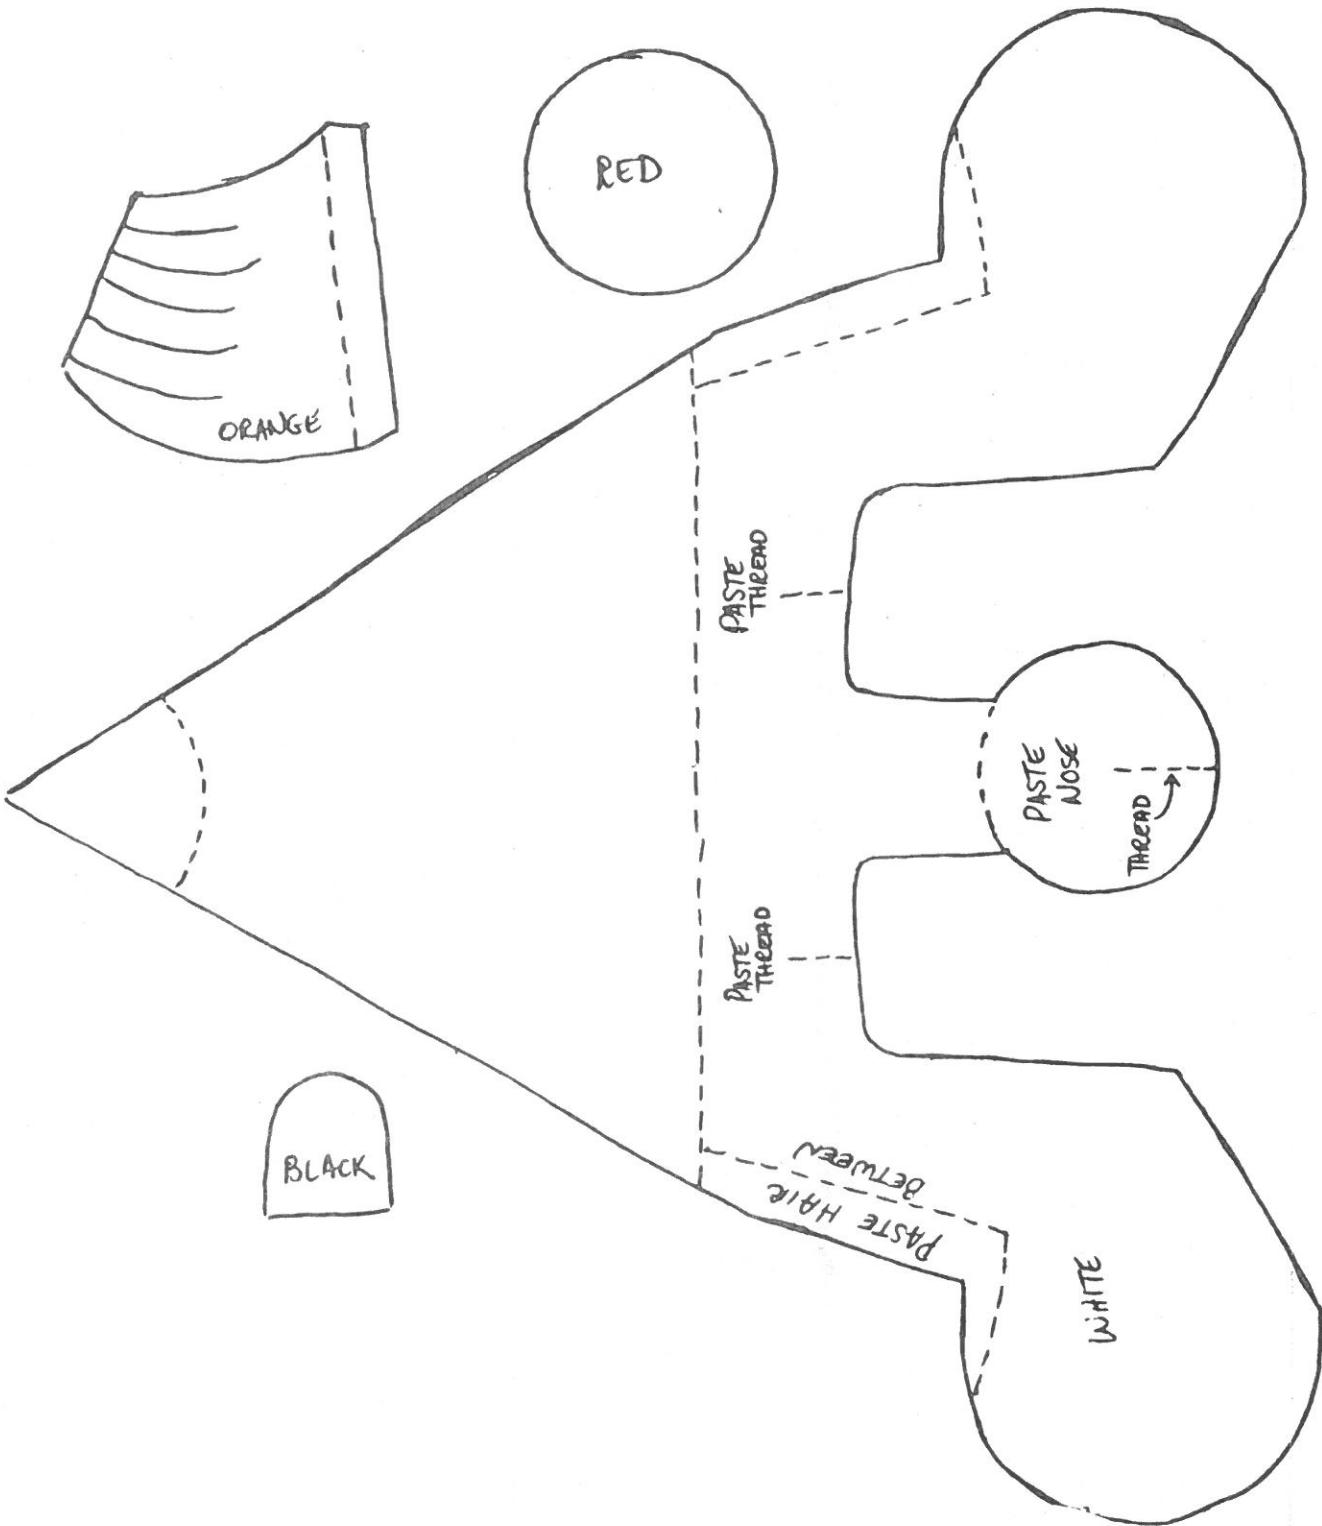 RED
ORANGE
PASTE
THREAD
PASTE
NOSE
THREAD
PASTE
THREAD
BLACK
BETWEEN
PASTE HAIR
WHITE